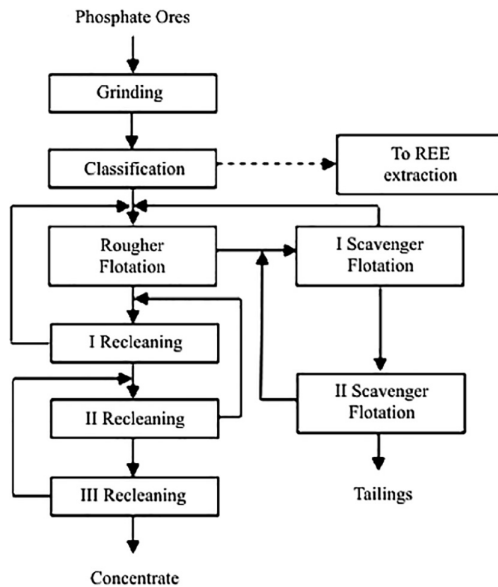 Phosphate Ores
Grinding
Classification
To REE
extraction
Rougher
Flotation
I Scavenger
Flotation
I Recleaning
II Recleaning
II Scavenger
Flotation
III Recleaning
Tailings
Concentrate